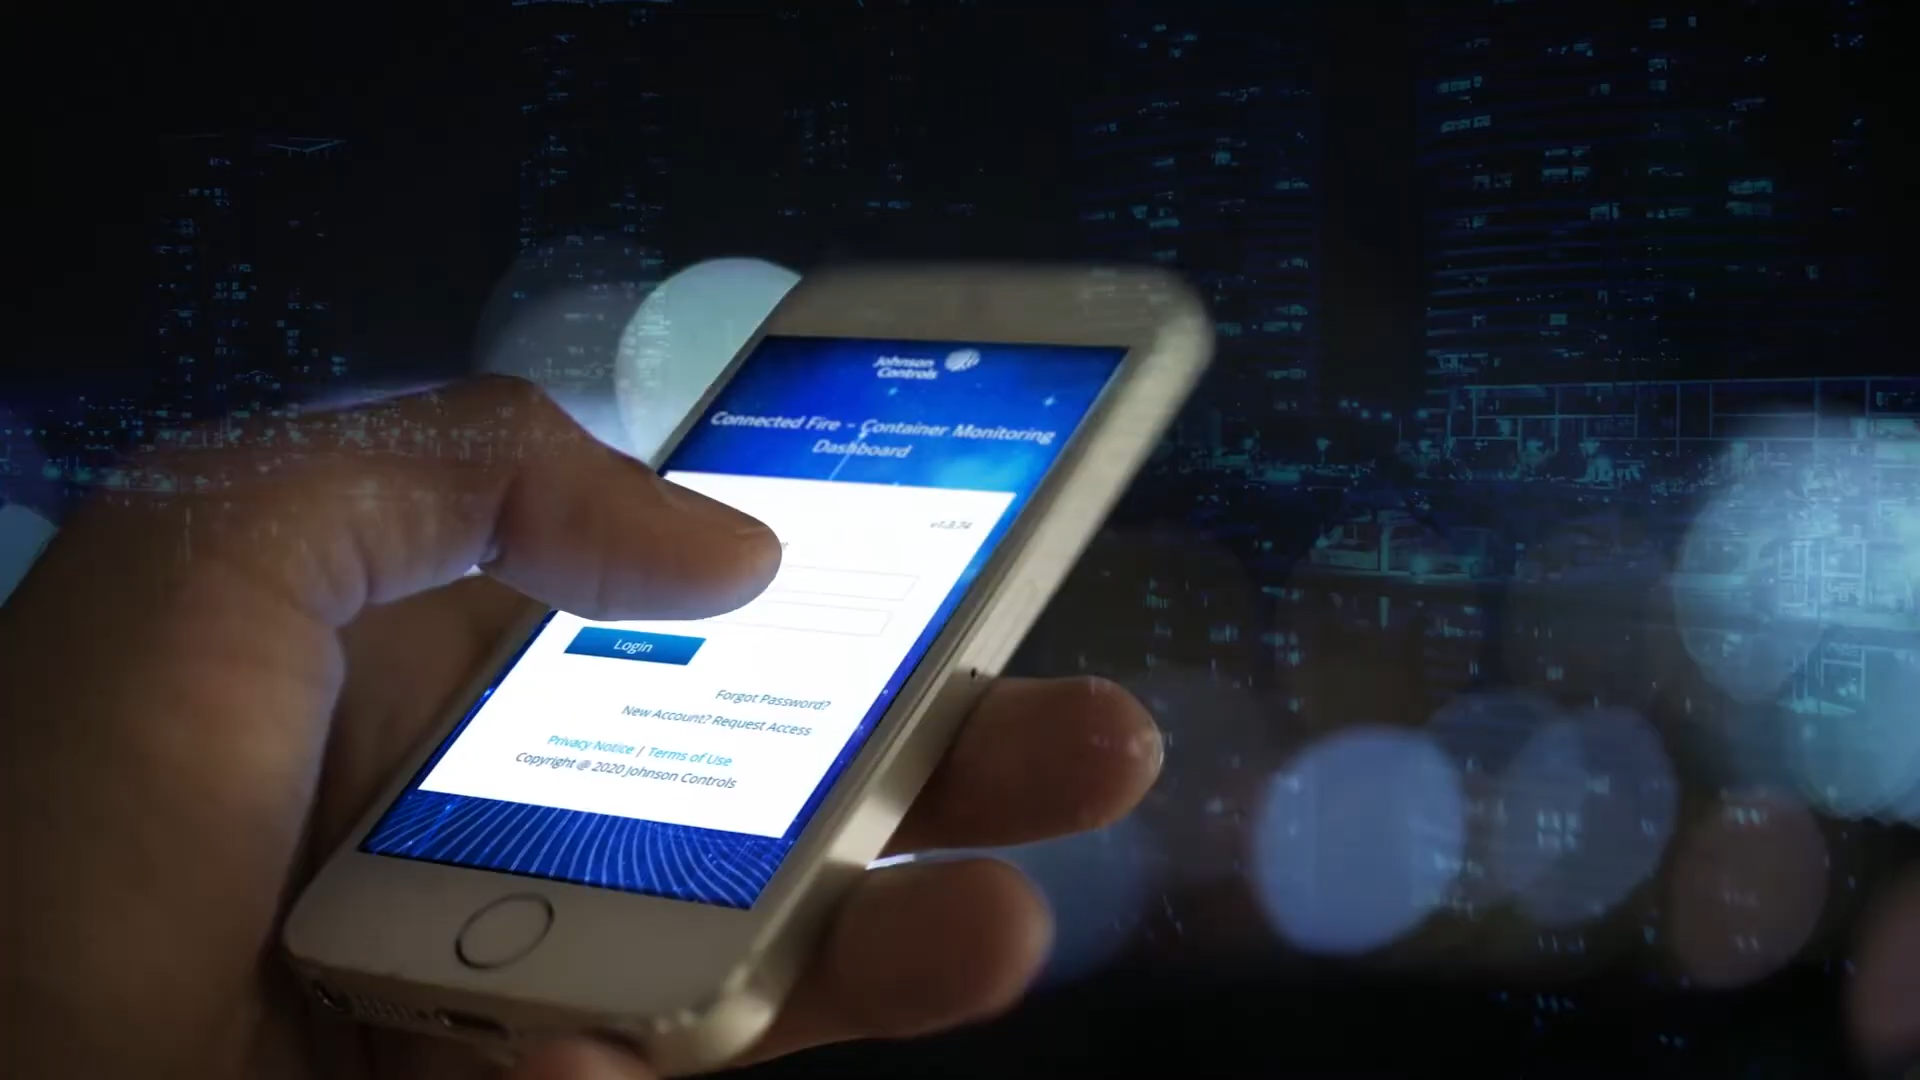 Johnson
Controls
Connected Fire - Container Monitoring
Dashboard
Login
Forgot Password?
New Account? Request Access
Privacy Notice | Terms of Use
Copyright @ 2020 Johnson Controls